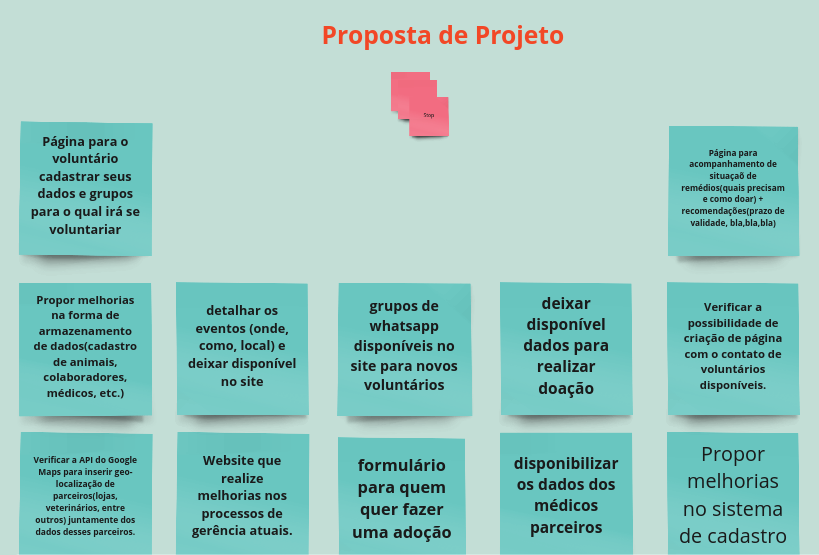 Proposta de Projeto
Stop
Página para o
voluntário
cadastrar seus
dados e grupos
para o qual irá se
voluntariar
Página para
acompanhamento de
situaçaõ de
remédios(quais precisam
e como doar) +
recomendações(prazo de
validade, bla,bla,bla)
Propor melhorias
na forma de
armazenamento
de dados(cadastro
de animais,
colaboradores,
médicos, etc.)
detalhar os
eventos (onde,
como, local) e
deixar disponível
no site
grupos de
whatsapp
disponíveis no
site para novos
voluntários
deixar
disponível
dados para
realizar
doação
Verificar a
possibilidade de
criação de página
com o contato de
voluntários
disponíveis.
Verificar a API do Google
Maps para inserir geo-
localização de
parceiros(lojas,
veterinários, entre
outros) juntamente dos
dados desses parceiros.
Website que
realize
melhorias nos
processos de
gerência atuais.
formulário
para quem
quer fazer
uma adoção
disponibilizar
os dados dos
médicos
parceiros
Propor
melhorias
no sistema
de cadastro